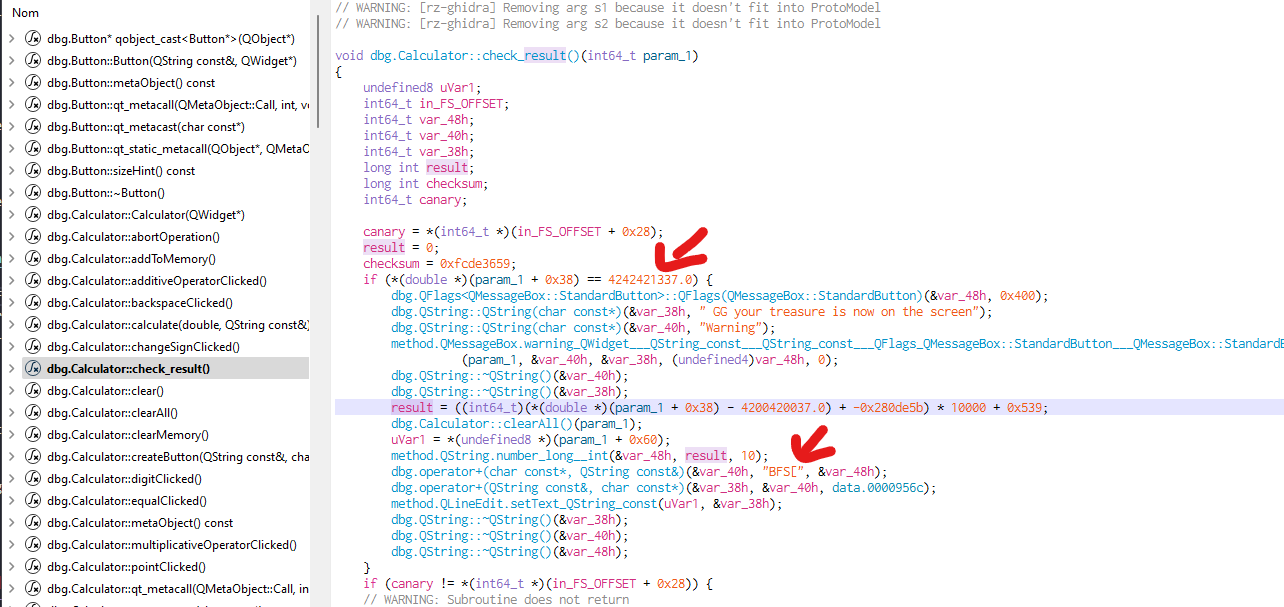 Nom
dbg.Button* qobject_cast<Button*>(QObject*)
dbg.Button::Button(QString const&, QWidget*)
dbg.Button::metaObject() const
dbg.Button::qt_metacall(QMetaObject::Call, int, v
dbg.Button::qt_metacast(char const*)
dbg.Button::qt_static_metacall(QObject*, QMetaO
dbg.Button::sizeHint() const
dbg.Button::~Button()
dbg.Calculator::Calculator(QWidget*)
dbg.Calculator::abortOperation()
dbg.Calculator::addToMemory()
dbg.Calculator::additiveOperatorClicked()
dbg.Calculator::backspaceClicked()
dbg.Calculator::calculate(double, QString const&)
dbg.Calculator::changeSignClicked()
dbg.Calculator::check_result()
dbg.Calculator::clear()
dbg.Calculator::clearAll()
dbg.Calculator::clearMemory()
dbg.Calculator::createButton(QString const&, cha
dbg.Calculator::digitClicked()
dbg.Calculator::equalClicked()
dbg.Calculator::metaObject() const
dbg.Calculator::multiplicativeOperatorClicked()
dbg.Calculator::pointClicked()
dbg.Calculator::qt_metacall(QMetaObject::Call, in
// WARNING: [rz-ghidra] Removing arg s1 because it doesn't fit into ProtoModel
// WARNING: [rz-ghidra] Removing arg s2 because it doesn't fit into ProtoModel
void dbg.Calculator::check_result()(int64_t param_1)
{
undefined8 uVar1;
int64_t in_FS_OFFSET;
int64_t var_48h;
int64_t var_40h;
int64_t var_38h;
long int result;
long int checksum;
int64_t canary;
canary = *(int64_t *)(in_FS_OFFSET + 0x28);
result = 0;
checksum = 0xfcde3659;
if (*(double *)(param_1 + 0x38) == 4242421337.0) {
dbg.QFlags<QMessageBox::StandardButton>::QFlags(QMessageBox::StandardButton)(&var_48h, 0x400);
dbg.QString::QString(char const*)(&var_38h, " GG your treasure is now on the screen");
dbg.QString::QString(char const*)(&var_40h, "Warning");
method.QMessageBox.warning_QWidget___QString_const___QString_const___QFlags_QMessageBox::StandardButton___QMessageBox::StandardB
(param_1, &var_40h, &var_38h, (undefined4)var_48h, 0);
dbg.QString::~QString()(&var_40h);
dbg.QString::~QString()(&var_38h);
result = ((int64_t)(*(double *)(param_1 + 0x38) - 4200420037.0) + -0x280de5b) * 10000 + 0x539;
dbg.Calculator::clearAll()(param_1);
uVar1 = *(undefined8 *)(param_1 + 0x60);
method.QString.number_long__int(&var_48h, result, 10);
dbg.operator+(char const*, QString const&)(&var_40h, "BFS[", &var_48h);
dbg.operator+(QString const&, char const*)(&var_38h, &var_40h, data.0000956c);
method.QLineEdit.setText_QString_const(uVar1, &var_38h);
dbg.QString::~QString()(&var_38h);
dbg.QString::~QString()(&var_40h);
dbg.QString::~QString()(&var_48h);
}
if (canary != *(int64_t *)(in_FS_OFFSET + 0x28)) {
// WARNING: Subroutine does not return